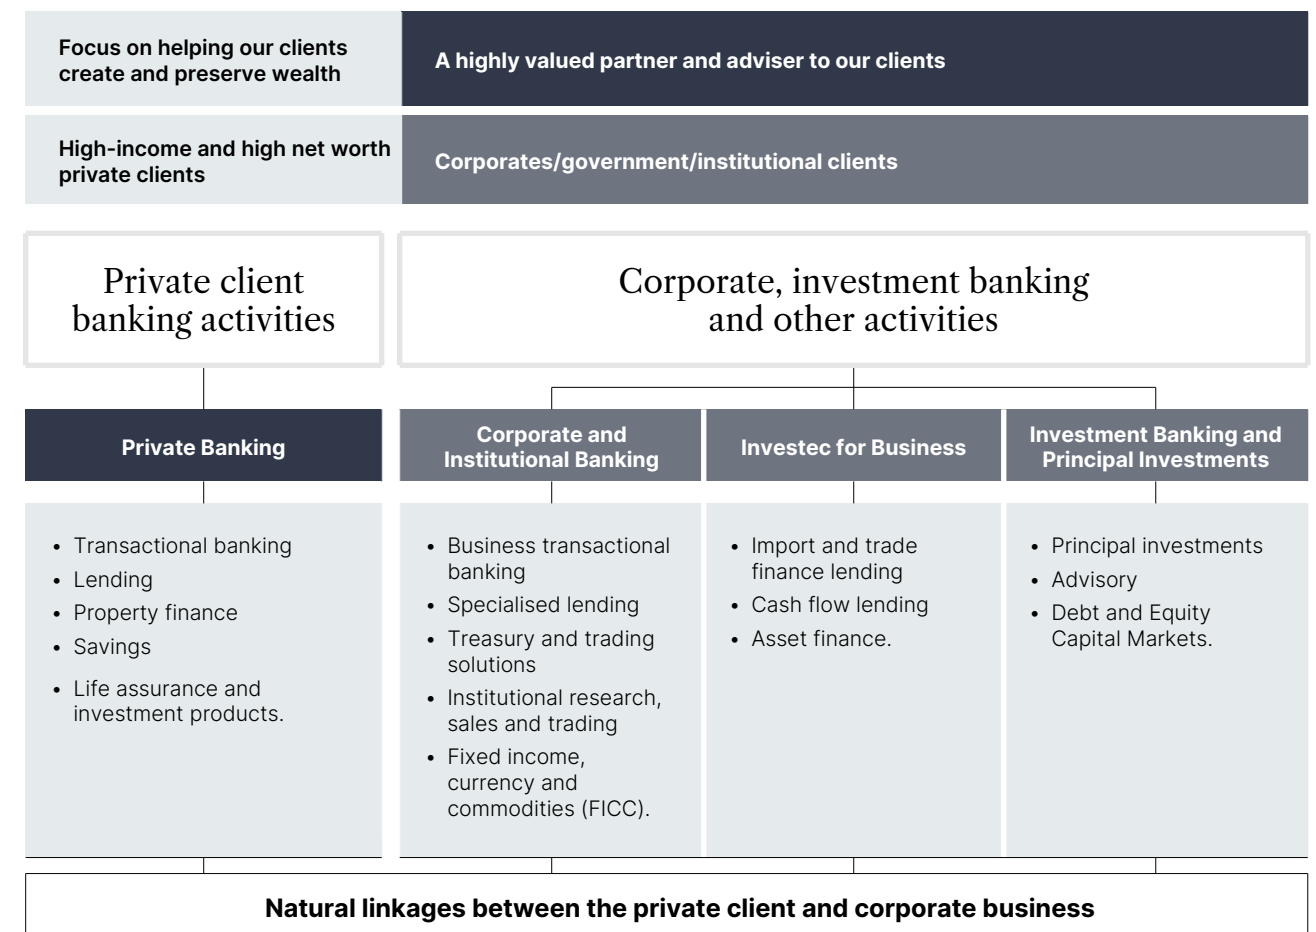 Focus on helping our clients
create and preserve wealth
A highly valued partner and adviser to our clients
High-income and high net worth
private clients
Corporates/government/institutional clients
Private client
banking activities
Corporate, investment banking
and other activities
Private Banking
Corporate and
Institutional Banking
Investec for Business
Investment Banking and
Principal Investments
• Transactional banking
• Lending
• Property finance
• Savings
• Life assurance and
investment products.
• Business transactional
banking
• Specialised lending
• Treasury and trading
solutions
• Institutional research,
sales and trading
• Fixed income,
currency and
commodities (FICC).
• Import and trade
finance lending
• Cash flow lending
• Asset finance.
• Principal investments
• Advisory
• Debt and Equity
Capital Markets.
Natural linkages between the private client and corporate business